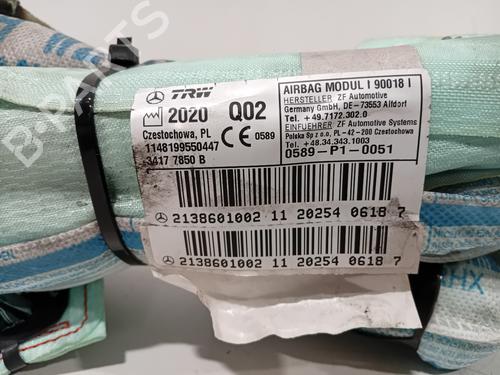 TRW
2020 Q02
Czestochowa, PL
CE 0589
1148199550447
3417 7850 B
AIRBAG MODUL I 90018 I
HERSTELLER ZF Automotive
Germany GmbH, DE-73553 Alfdorf
Tel. +49.7172.302.0
EINFUEHRER ZF Automotive Systems
Polska Sp z o.o, PL - 42 - 200 Czestochowa
Tel. +48.34.343.1003
0589-P1-0051
2138601002 11 20254 0618 7
2138601002 11 20254 0618 7
B-PARTS